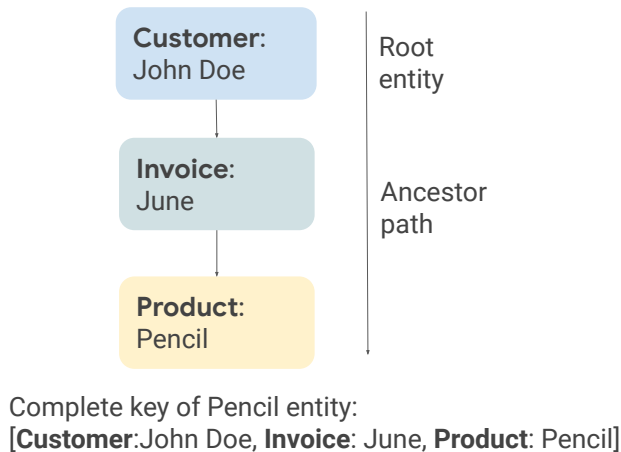 Customer:
John Doe
Root
entity
Invoice:
June
Ancestor
path
Product:
Pencil
Complete key of Pencil entity:
[Customer:John Doe, Invoice: June, Product: Pencil]